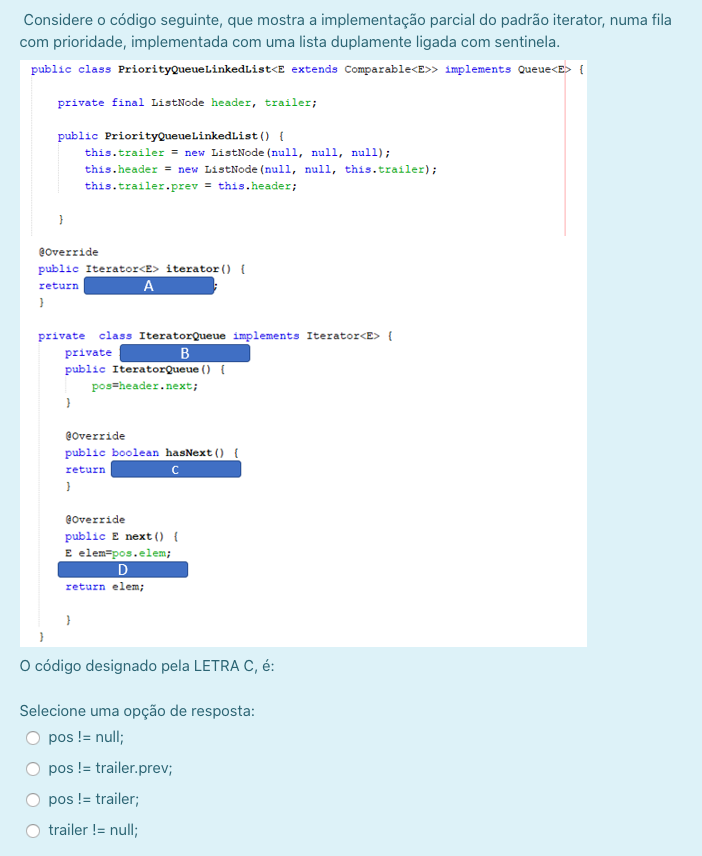 Considere o código seguinte, que mostra a implementação parcial do padrão iterator, numa fila
com prioridade, implementada com uma lista duplamente ligada com sentinela.
public class PriorityQueueLinkedList<E extends Comparable<E>> implements Queue<E> {
private final ListNode header, trailer;
public PriorityQueueLinkedList() {
this.trailer = new ListNode(null, null, null);
this.header = new ListNode(null, null, this.trailer);
this.trailer.prev = this.header;
}
@Override
public Iterator<E> iterator() {
return A ;
}
private class IteratorQueue implements Iterator<E> {
private B
public IteratorQueue() {
pos=header.next;
}
@Override
public boolean hasNext() {
return C
}
@Override
public E next() {
E elem=pos.elem;
D
return elem;
}
}
O código designado pela LETRA C, é:
Selecione uma opção de resposta:
pos != null;
pos != trailer.prev;
pos != trailer;
trailer != null;